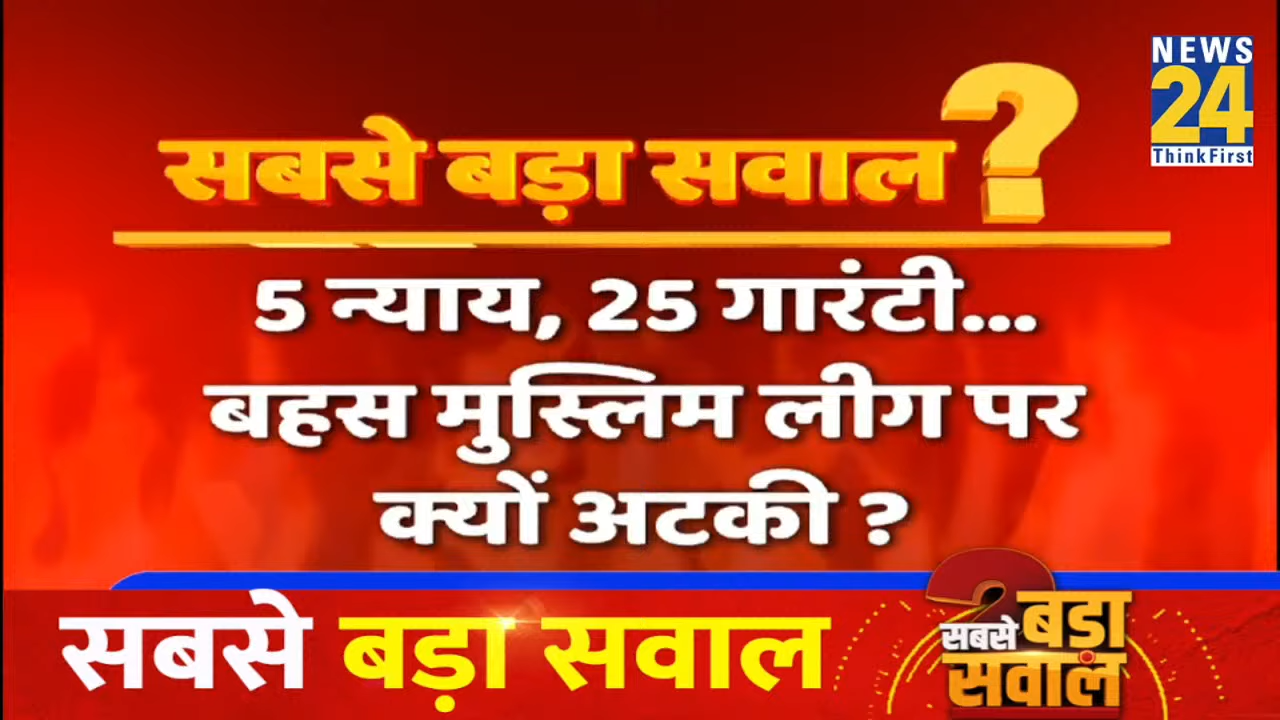 NEWS
24
ThinkFirst
सबसे बड़ा सवाल ?
5 न्याय, 25 गारंटी...
बहस मुस्लिम लीग पर
क्यों अटकी ?
सबसे बड़ा सवाल
?
सबसे बड़ा
सवाल